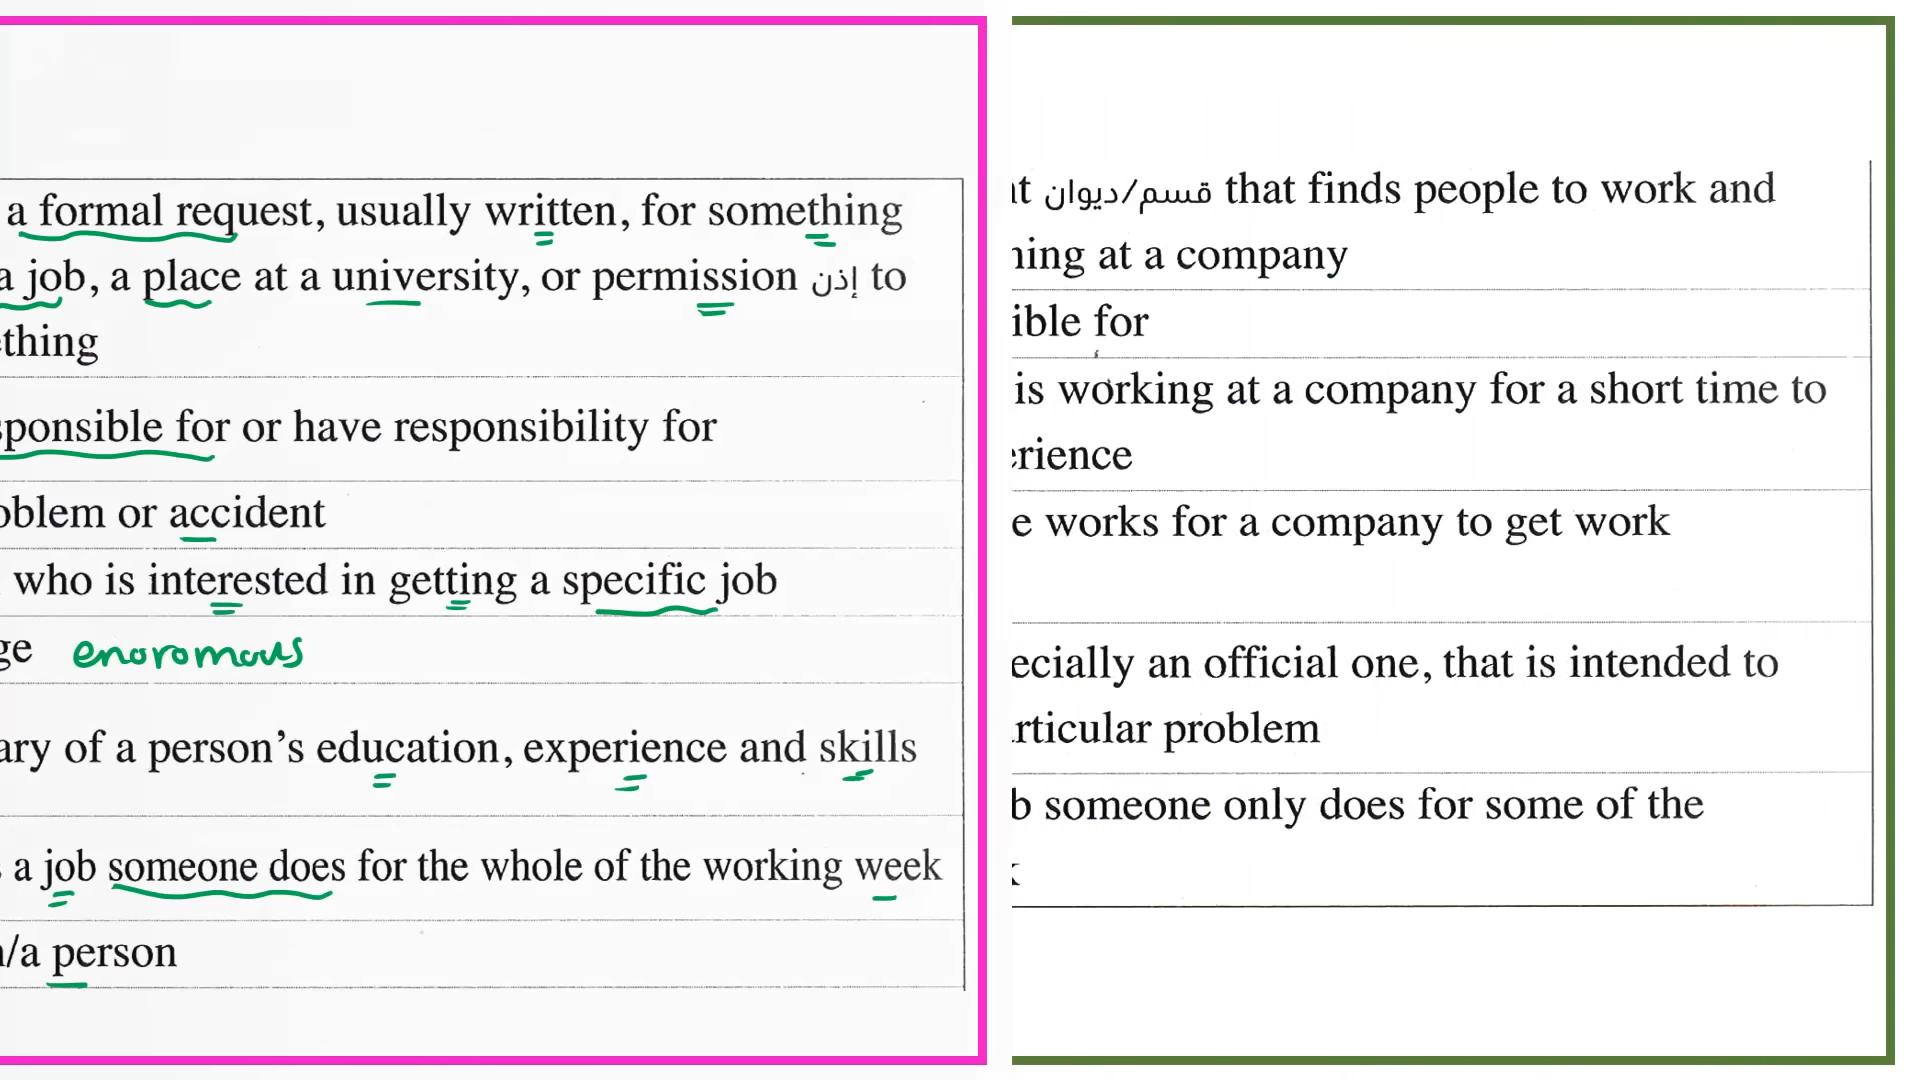 a formal request, usually written, for something
a job, a place at a university, or permission إذن to
thing
sponsible for or have responsibility for
oblem or accident
who is interested in getting a specific job
ge enoromous
ary of a person's education, experience and skills
a job someone does for the whole of the working week
/a person
قسم/ديوان that finds people to work and
ning at a company
ible for
is working at a company for a short time to
erience
e works for a company to get work
ecially an official one, that is intended to
articular problem
b someone only does for some of the